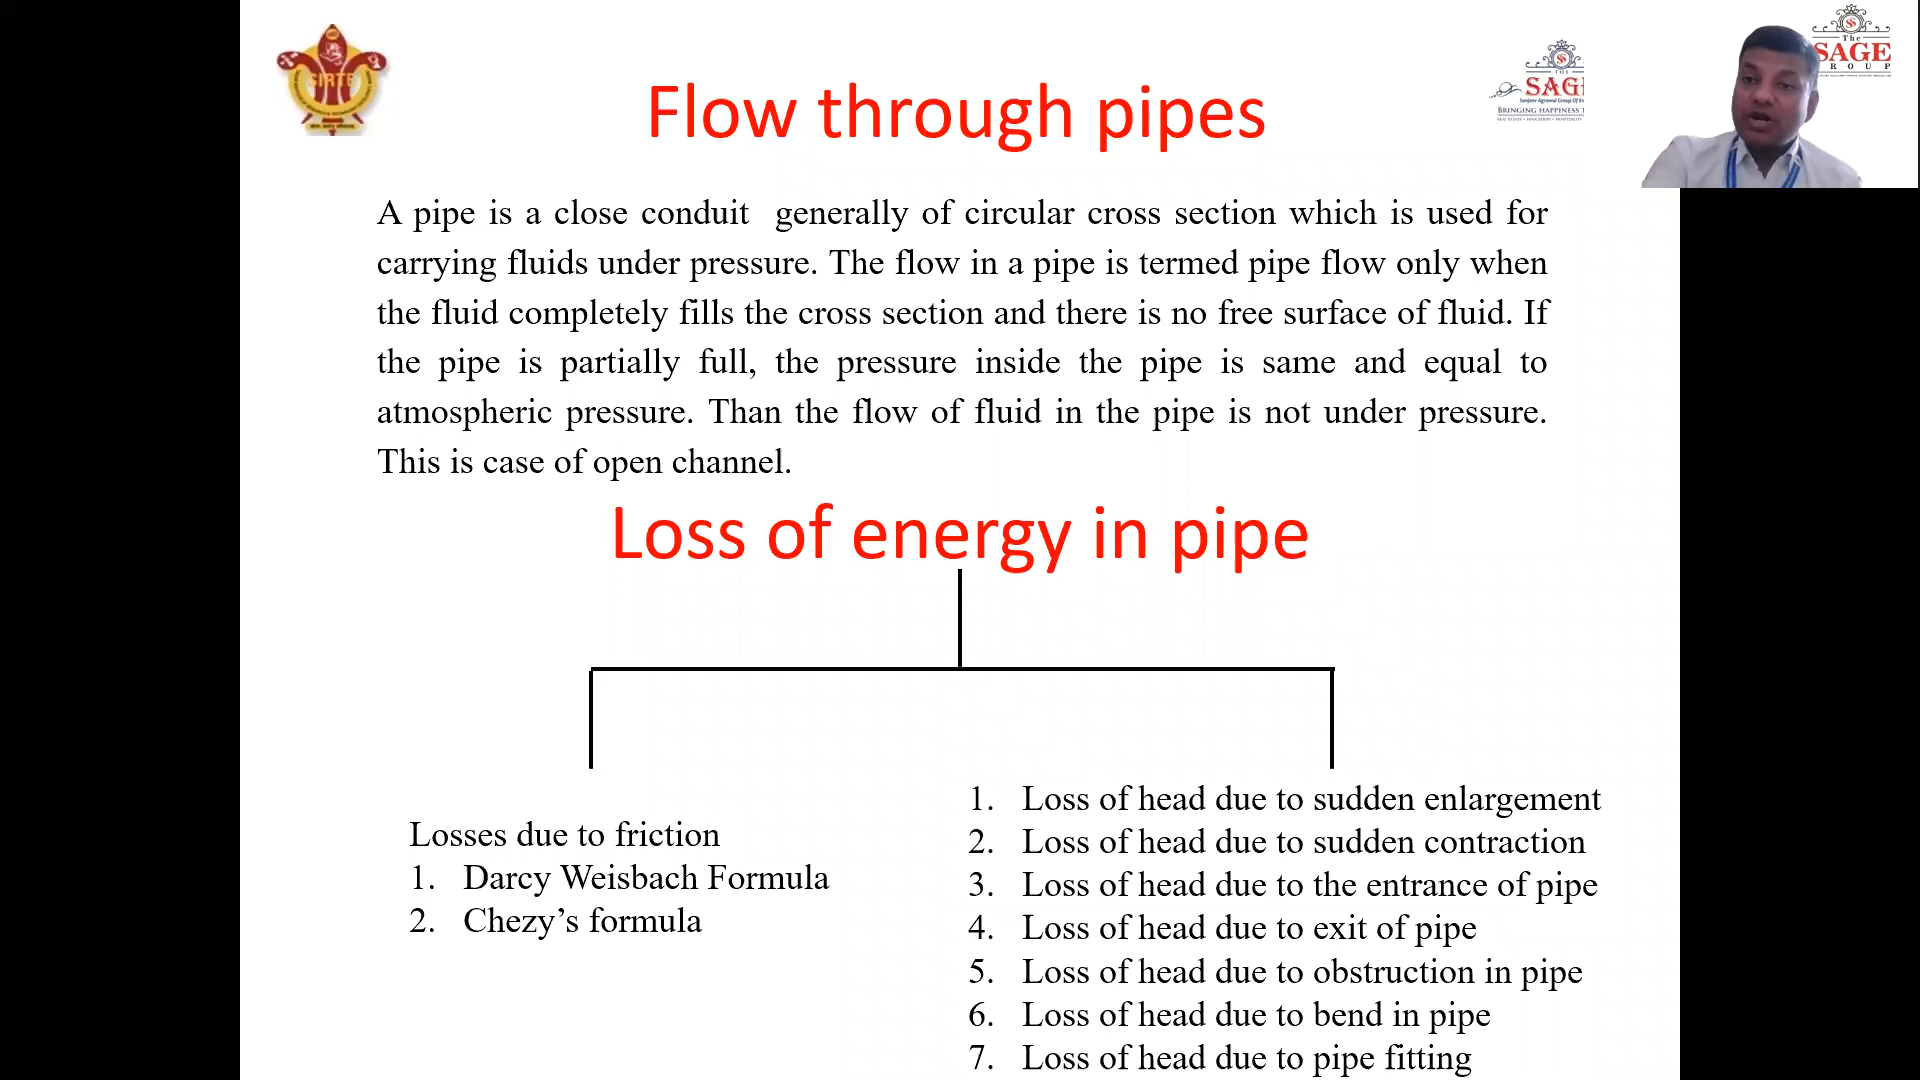 SIRTE
Flow through pipes
THE
SAG
Sanjeev Agrawal Group Of E
BRINGING HAPPINESS T
The
SAGE
R O U P
A pipe is a close conduit generally of circular cross section which is used for
carrying fluids under pressure. The flow in a pipe is termed pipe flow only when
the fluid completely fills the cross section and there is no free surface of fluid. If
the pipe is partially full, the pressure inside the pipe is same and equal to
atmospheric pressure. Than the flow of fluid in the pipe is not under pressure.
This is case of open channel.
Loss of energy in pipe
Losses due to friction
1. Darcy Weisbach Formula
2. Chezy’s formula
1. Loss of head due to sudden enlargement
2. Loss of head due to sudden contraction
3. Loss of head due to the entrance of pipe
4. Loss of head due to exit of pipe
5. Loss of head due to obstruction in pipe
6. Loss of head due to bend in pipe
7. Loss of head due to pipe fitting